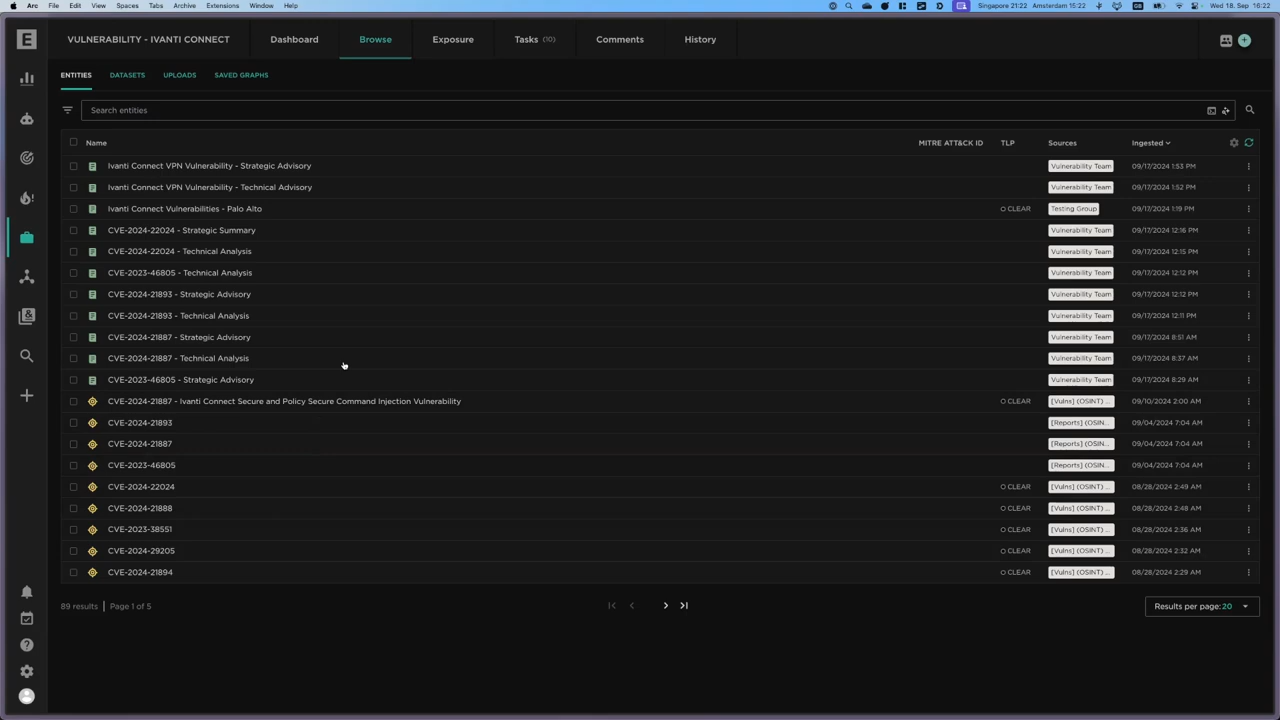 Arc File Edit View Spaces Tabs Archive Extensions Window Help Singapore 21:22 Amsterdam 15:22 Wed 18. Sep 16:22
VULNERABILITY - IVANTI CONNECT Dashboard Browse Exposure Tasks (10) Comments History
ENTITIES DATASETS UPLOADS SAVED GRAPHS
Search entities
Name MITRE ATT&CK ID TLP Sources Ingested
Ivanti Connect VPN Vulnerability - Strategic Advisory Vulnerability Team 09/17/2024 1:53 PM
Ivanti Connect VPN Vulnerability - Technical Advisory Vulnerability Team 09/17/2024 1:52 PM
Ivanti Connect Vulnerabilities - Palo Alto CLEAR Testing Group 09/17/2024 1:19 PM
CVE-2024-22024 - Strategic Summary Vulnerability Team 09/17/2024 12:16 PM
CVE-2024-22024 - Technical Analysis Vulnerability Team 09/17/2024 12:15 PM
CVE-2023-46805 - Technical Analysis Vulnerability Team 09/17/2024 12:12 PM
CVE-2024-21893 - Strategic Advisory Vulnerability Team 09/17/2024 12:12 PM
CVE-2024-21893 - Technical Analysis Vulnerability Team 09/17/2024 12:11 PM
CVE-2024-21887 - Strategic Advisory Vulnerability Team 09/17/2024 8:51 AM
CVE-2024-21887 - Technical Analysis Vulnerability Team 09/17/2024 8:37 AM
CVE-2023-46805 - Strategic Advisory Vulnerability Team 09/17/2024 8:29 AM
CVE-2024-21887 - Ivanti Connect Secure and Policy Secure Command Injection Vulnerability CLEAR [Vulns] (OSINT) ... 09/10/2024 2:00 AM
CVE-2024-21893 [Reports] (OSIN... 09/04/2024 7:04 AM
CVE-2024-21887 [Reports] (OSIN... 09/04/2024 7:04 AM
CVE-2023-46805 [Reports] (OSIN... 09/04/2024 7:04 AM
CVE-2024-22024 CLEAR [Vulns] (OSINT) ... 08/28/2024 2:49 AM
CVE-2024-21888 CLEAR [Vulns] (OSINT) ... 08/28/2024 2:48 AM
CVE-2023-38551 CLEAR [Vulns] (OSINT) ... 08/28/2024 2:36 AM
CVE-2024-29205 CLEAR [Vulns] (OSINT) ... 08/28/2024 2:32 AM
CVE-2024-21894 CLEAR [Vulns] (OSINT) ... 08/28/2024 2:29 AM
89 results | Page 1 of 5 Results per page: 20